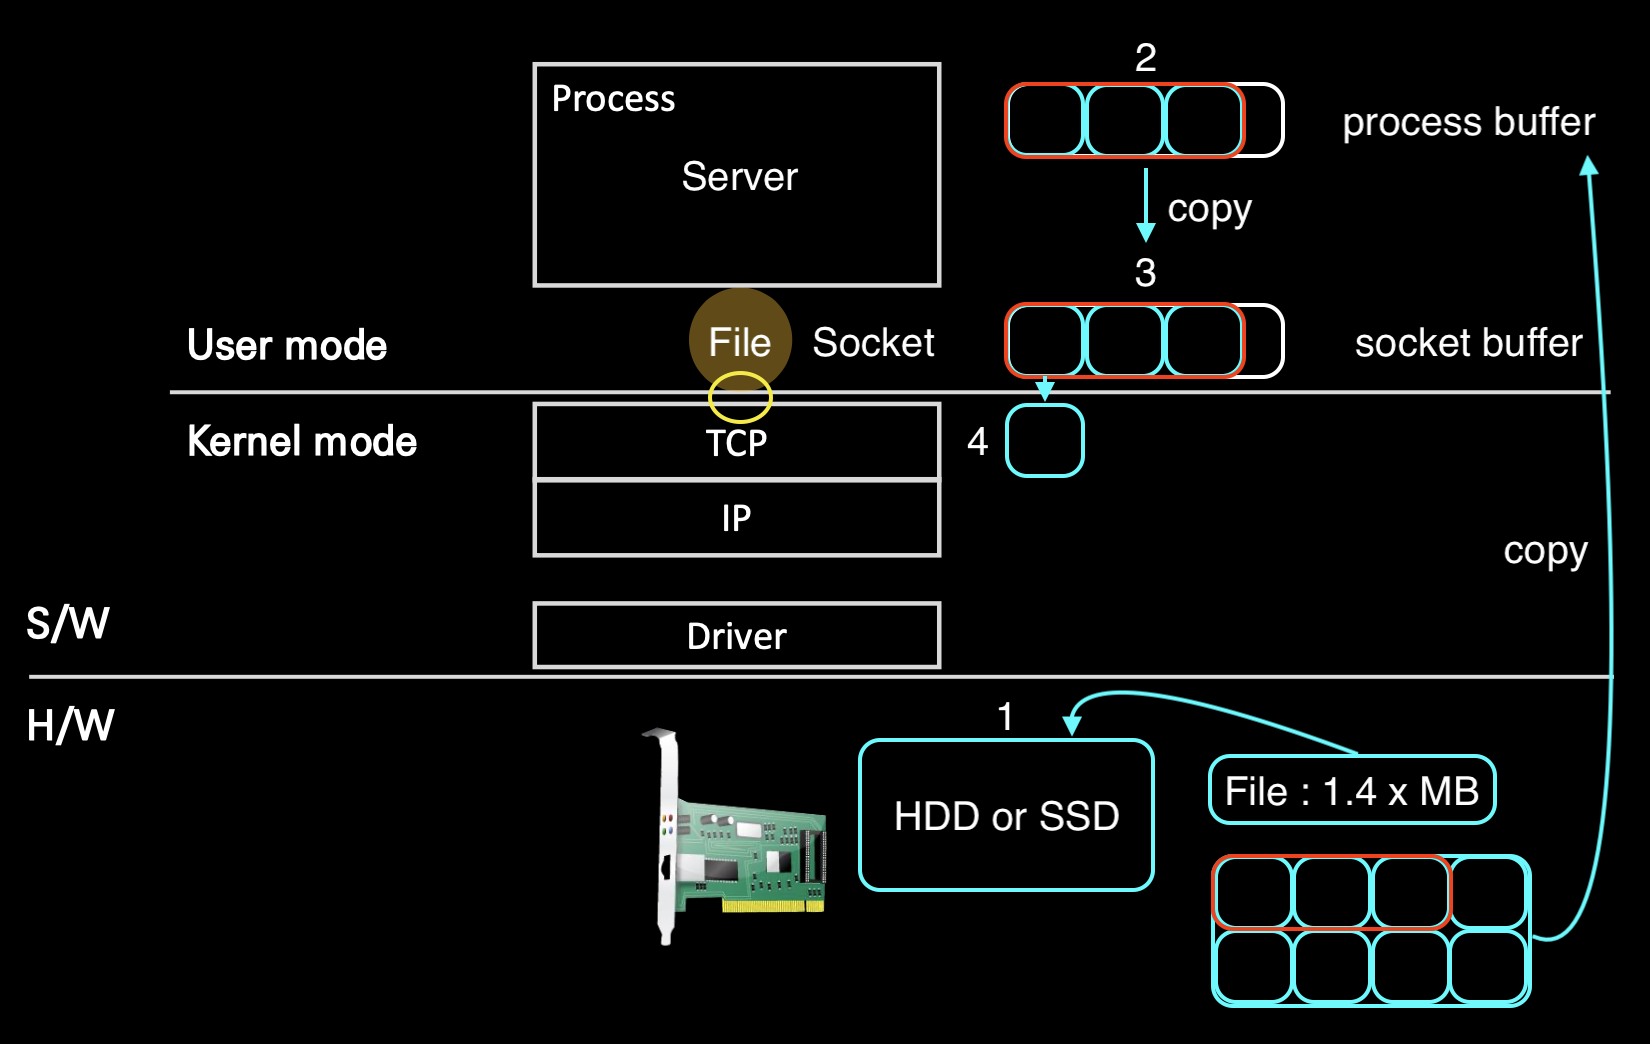 2
Process
process buffer
Server
copy
3
User mode
File
Socket
socket buffer
Kernel mode
TCP
4
IP
copy
S/W
Driver
H/W
1
File : 1.4 x MB
HDD or SSD